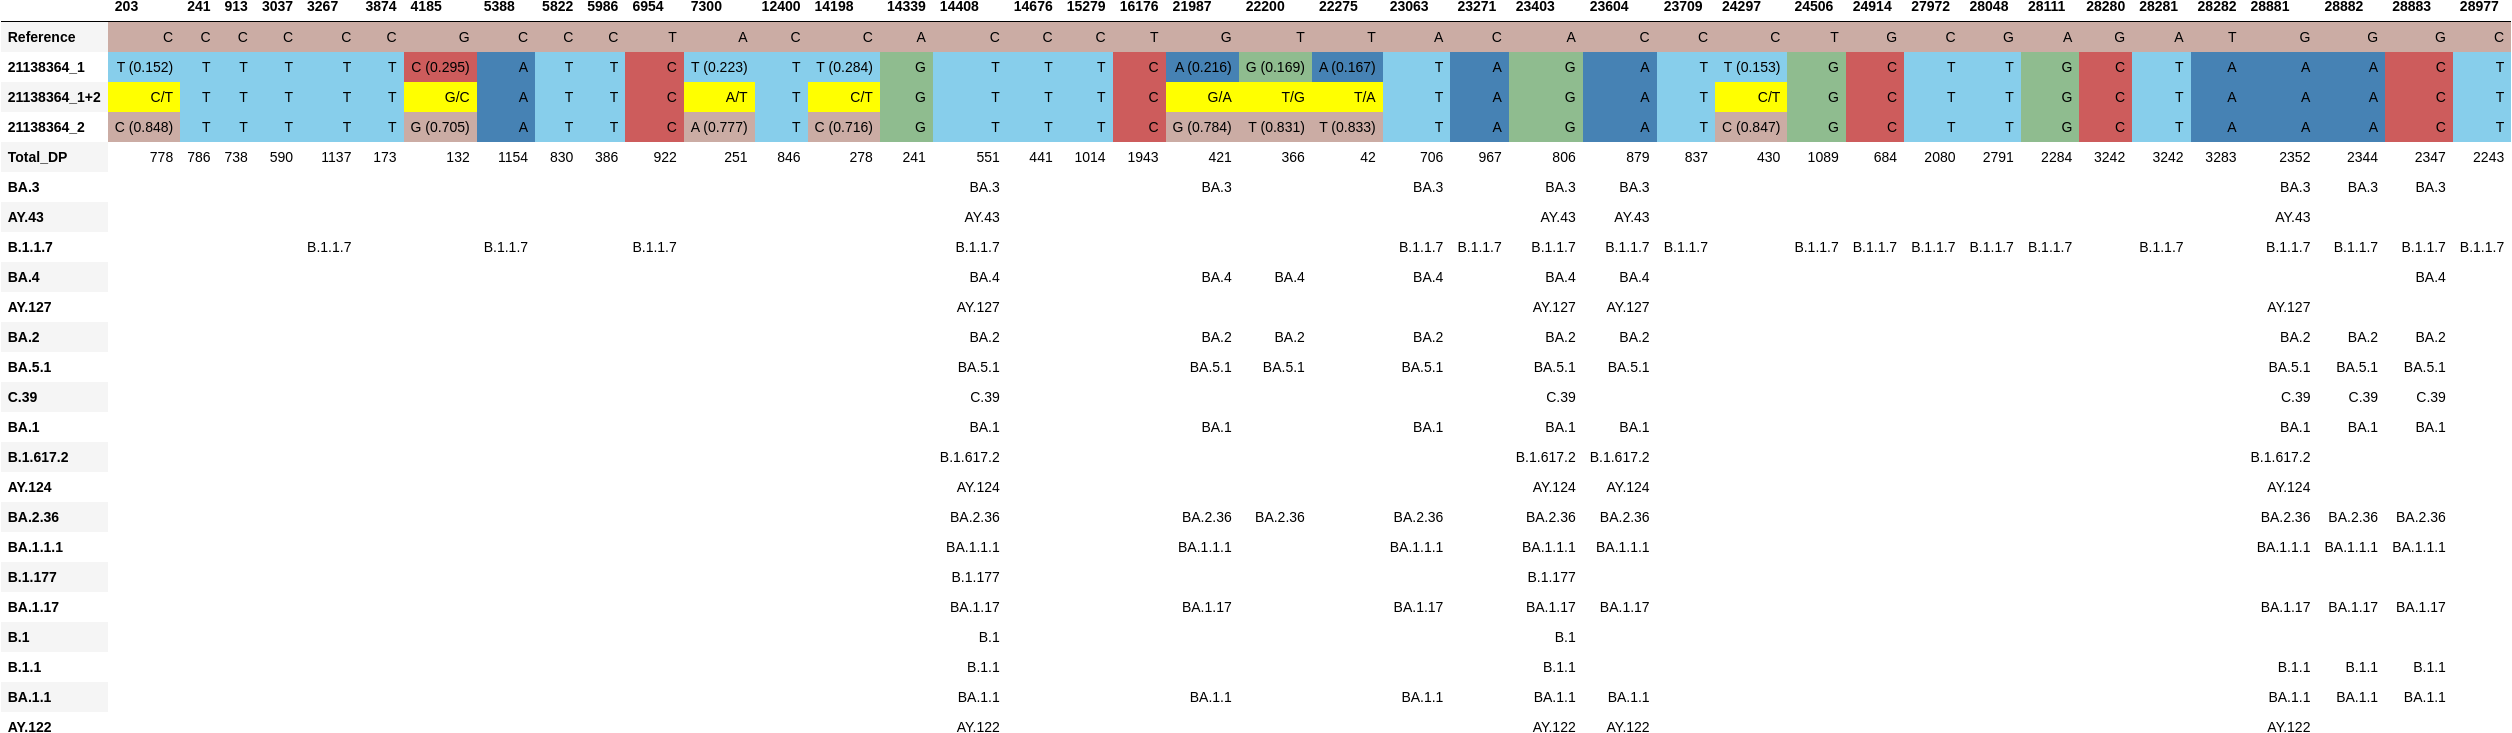 203 241 913 3037 3267 3874 4185 5388 5822 5986 6954 7300 12400 14198 14339 14408 14676 15279 16176 21987 22200 22275 23063 23271 23403 23604 23709 24297 24506 24914 27972 28048 28111 28280 28281 28282 28881 28882 28883 28977
Reference C C C C C C G C C C T A C C A C C C T G T T A C A C C C T G C G A G A T G G G C
21138364_1 T (0.152) T T T T T C (0.295) A T T C T (0.223) T T (0.284) G T T T C A (0.216) G (0.169) A (0.167) T A G A T T (0.153) G C T T G C T A A A C T
21138364_1+2 C/T T T T T T G/C A T T C A/T T C/T G T T T C G/A T/G T/A T A G A T C/T G C T T G C T A A A C T
21138364_2 C (0.848) T T T T T G (0.705) A T T C A (0.777) T C (0.716) G T T T C G (0.784) T (0.831) T (0.833) T A G A T C (0.847) G C T T G C T A A A C T
Total_DP 778 786 738 590 1137 173 132 1154 830 386 922 251 846 278 241 551 441 1014 1943 421 366 42 706 967 806 879 837 430 1089 684 2080 2791 2284 3242 3242 3283 2352 2344 2347 2243
BA.3 BA.3 BA.3 BA.3 BA.3 BA.3 BA.3 BA.3 BA.3
AY.43 AY.43 AY.43 AY.43 AY.43
B.1.1.7 B.1.1.7 B.1.1.7 B.1.1.7 B.1.1.7 B.1.1.7 B.1.1.7 B.1.1.7 B.1.1.7 B.1.1.7 B.1.1.7 B.1.1.7 B.1.1.7 B.1.1.7 B.1.1.7 B.1.1.7 B.1.1.7 B.1.1.7 B.1.1.7 B.1.1.7
BA.4 BA.4 BA.4 BA.4 BA.4 BA.4 BA.4 BA.4
AY.127 AY.127 AY.127 AY.127 AY.127
BA.2 BA.2 BA.2 BA.2 BA.2 BA.2 BA.2 BA.2 BA.2 BA.2
BA.5.1 BA.5.1 BA.5.1 BA.5.1 BA.5.1 BA.5.1 BA.5.1 BA.5.1 BA.5.1 BA.5.1
C.39 C.39 C.39 C.39 C.39 C.39
BA.1 BA.1 BA.1 BA.1 BA.1 BA.1 BA.1 BA.1 BA.1
B.1.617.2 B.1.617.2 B.1.617.2 B.1.617.2 B.1.617.2
AY.124 AY.124 AY.124 AY.124 AY.124
BA.2.36 BA.2.36 BA.2.36 BA.2.36 BA.2.36 BA.2.36 BA.2.36 BA.2.36 BA.2.36 BA.2.36
BA.1.1.1 BA.1.1.1 BA.1.1.1 BA.1.1.1 BA.1.1.1 BA.1.1.1 BA.1.1.1 BA.1.1.1 BA.1.1.1
B.1.177 B.1.177 B.1.177
BA.1.17 BA.1.17 BA.1.17 BA.1.17 BA.1.17 BA.1.17 BA.1.17 BA.1.17 BA.1.17
B.1 B.1 B.1
B.1.1 B.1.1 B.1.1 B.1.1 B.1.1 B.1.1
BA.1.1 BA.1.1 BA.1.1 BA.1.1 BA.1.1 BA.1.1 BA.1.1 BA.1.1 BA.1.1
AY.122 AY.122 AY.122 AY.122 AY.122